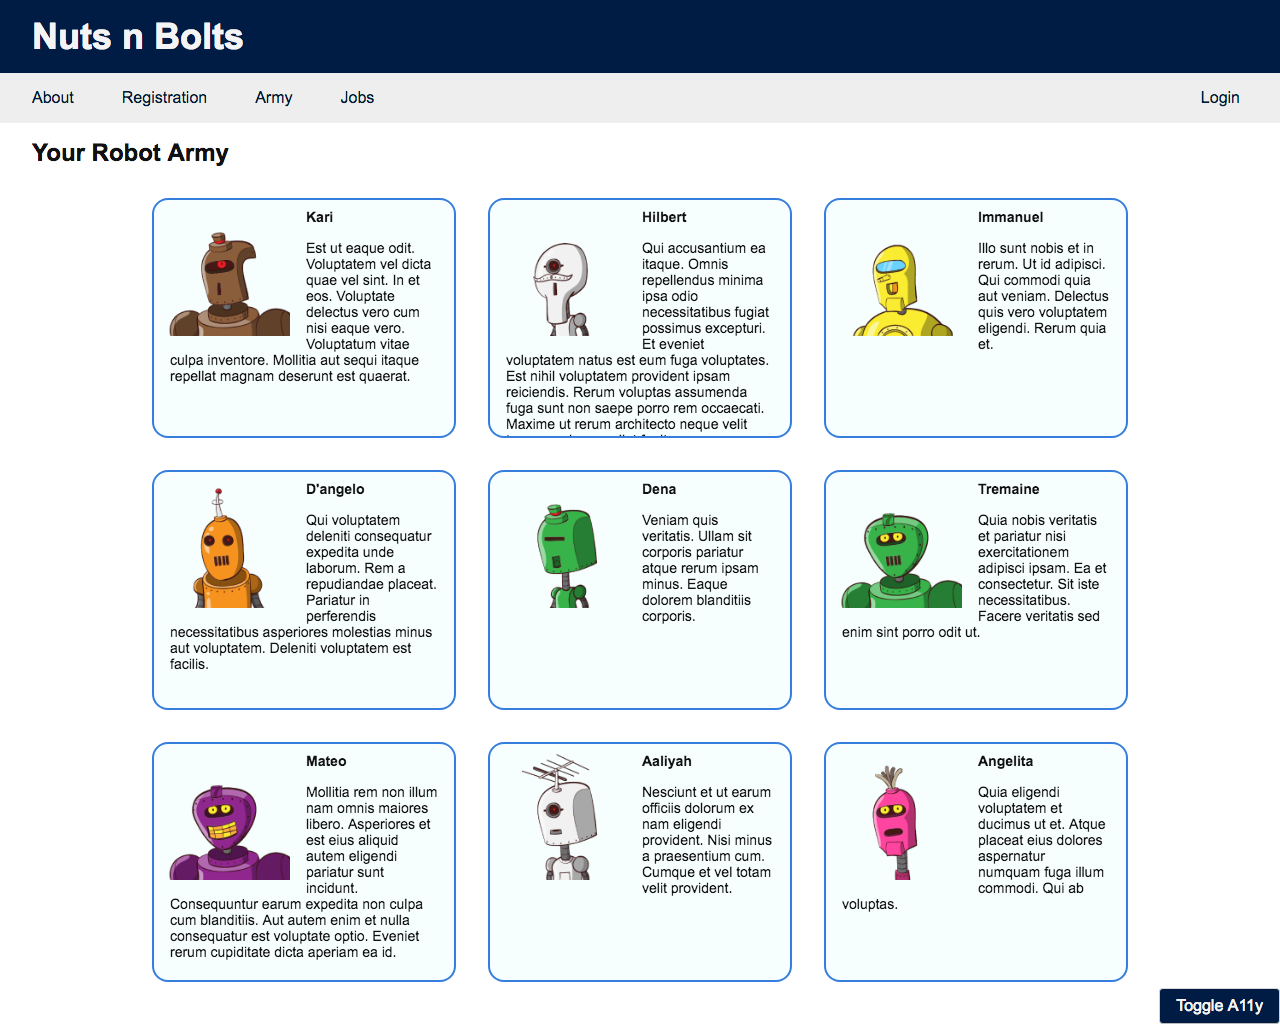 Nuts n Bolts
About Registration Army Jobs Login
Your Robot Army
Kari
Est ut eaque odit.
Voluptatem vel dicta
quae vel sint. In et
eos. Voluptate
delectus vero cum
nisi eaque vero.
Voluptatum vitae
culpa inventore. Mollitia aut sequi itaque
repellat magnam deserunt est quaerat.
Hilbert
Qui accusantium ea
itaque. Omnis
repellendus minima
ipsa odio
necessitatibus fugiat
possimus excepturi.
Et eveniet
voluptatem natus est eum fuga voluptates.
Est nihil voluptatem provident ipsam
reiciendis. Rerum voluptas assumenda
fuga sunt non saepe porro rem occaecati.
Maxime ut rerum architecto neque velit
Immanuel
Illo sunt nobis et in
rerum. Ut id adipisci.
Qui commodi quia
aut veniam. Delectus
quis vero voluptatem
eligendi. Rerum quia
et.
D'angelo
Qui voluptatem
deleniti consequatur
expedita unde
laborum. Rem a
repudiandae placeat.
Pariatur in
perferendis
necessitatibus asperiores molestias minus
aut voluptatem. Deleniti voluptatem est
facilis.
Dena
Veniam quis
veritatis. Ullam sit
corporis pariatur
atque rerum ipsam
minus. Eaque
dolorem blanditiis
corporis.
Tremaine
Quia nobis veritatis
et pariatur nisi
exercitationem
adipisci ipsam. Ea et
consectetur. Sit iste
necessitatibus.
Facere veritatis sed
enim sint porro odit ut.
Mateo
Mollitia rem non illum
nam omnis maiores
libero. Asperiores et
est eius aliquid
autem eligendi
pariatur sunt
incidunt.
Consequuntur earum expedita non culpa
cum blanditiis. Aut autem enim et nulla
consequatur est voluptate optio. Eveniet
rerum cupiditate dicta aperiam ea id.
Aaliyah
Nesciunt et ut earum
officiis dolorum ex
nam eligendi
provident. Nisi minus
a praesentium cum.
Cumque et vel totam
velit provident.
Angelita
Quia eligendi
voluptatem et
ducimus ut et. Atque
placeat eius dolores
aspernatur
numquam fuga illum
commodi. Qui ab
voluptas.
Toggle A11y